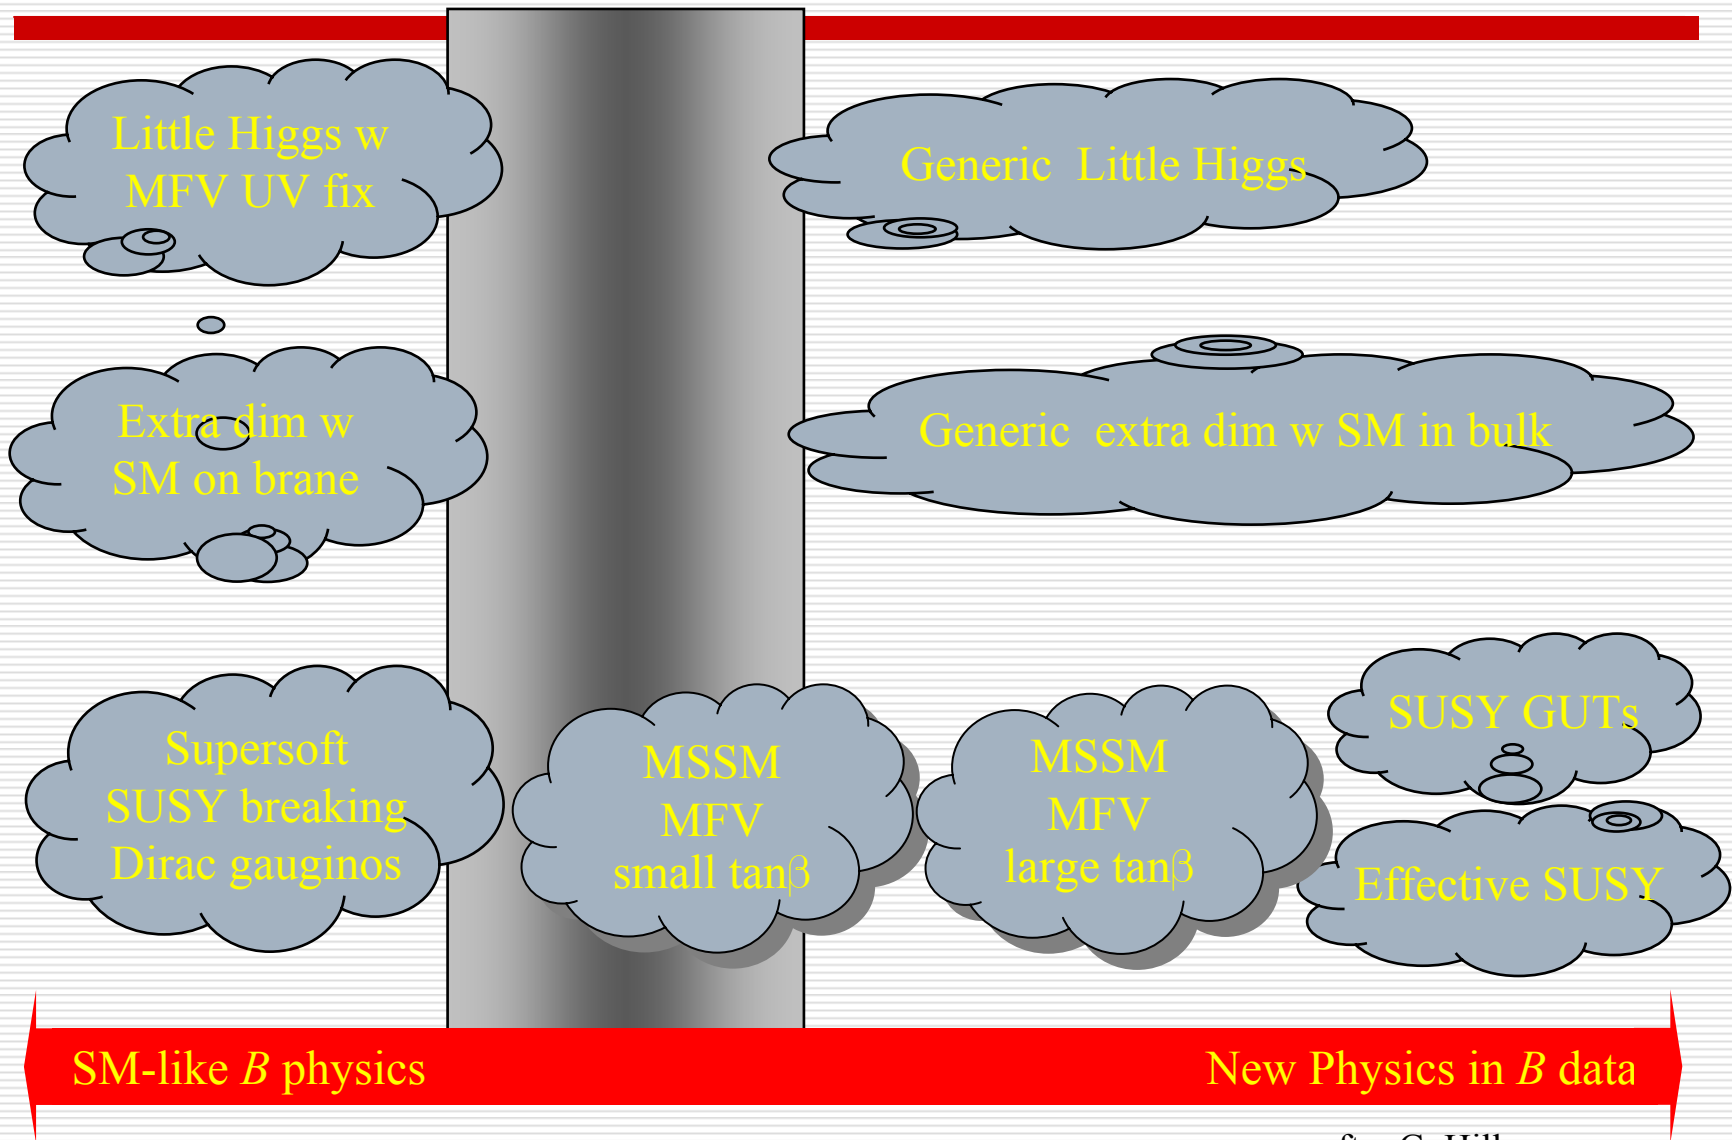 Little Higgs w
MFV UV fix
Generic Little Higgs
Extra dim w
SM on brane
Generic extra dim w SM in bulk
Supersoft
SUSY breaking
Dirac gauginos
MSSM
MFV
small tanβ
MSSM
MFV
large tanβ
SUSY GUTs
Effective SUSY
SM-like B physics
New Physics in B data